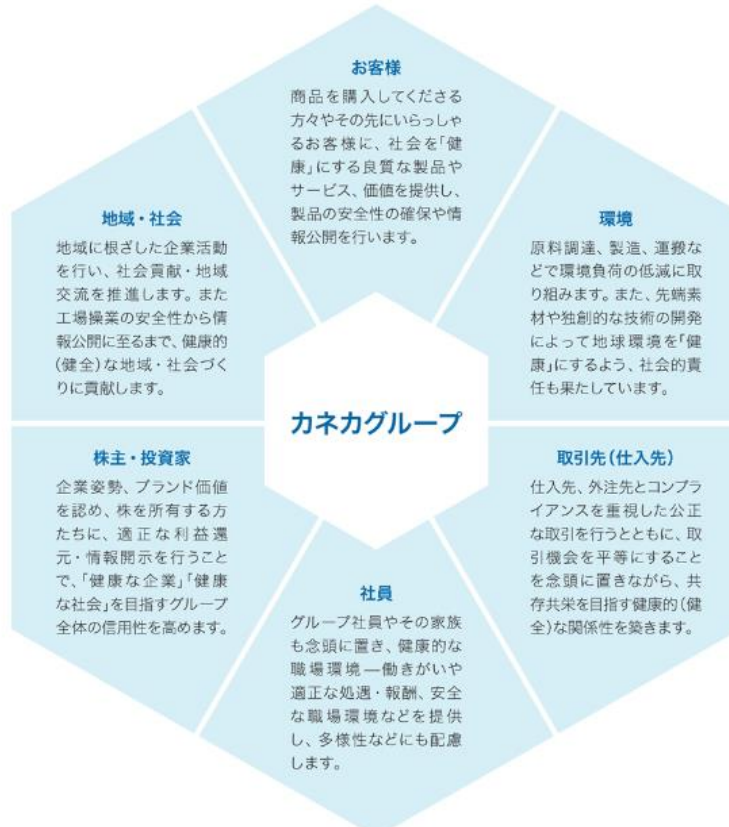 お客様
商品を購入してくださる
方々やその先にいらっしゃ
るお客様に、社会を「健
康」にする良質な製品や
サービス、価値を提供し、
製品の安全性の確保や情
報公開を行います。
地域・社会
地域に根ざした企業活動
を行い、社会貢献・地域
交流を推進します。また
工場操業の安全性から情
報公開に至るまで、健康的
(健全)な地域・社会づく
りに貢献します。
環境
原料調達、製造、運搬な
どで環境負荷の低減に取
り組みます。また、先端素
材や独創的な技術の開発
によって地球環境を「健
康」にするよう、社会的責
任も果たしています。
カネカグループ
株主・投資家
企業姿勢、ブランド価値
を認め、株を所有する方
たちに、適正な利益還
元・情報開示を行うこと
で、「健康な企業」「健康
な社会」を目指すグループ
全体の信用性を高めます。
取引先(仕入先)
仕入先、外注先とコンプラ
イアンスを重視した公正
な取引を行うとともに、取
引機会を平等にすること
を念頭に置きながら、共
存共栄を目指す健康的(健
全)な関係性を築きます。
社員
グループ社員やその家族
も念頭に置き、健康的な
職場環境―働きがいや
適正な処遇・報酬、安全
な職場環境などを提供
し、多様性などにも配慮
します。